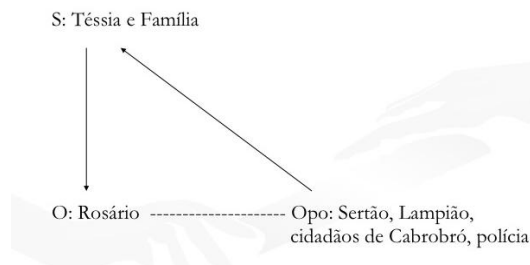 S: Téssia e Família
O: Rosário ---------------------- Opo: Sertão, Lampião,
cidadãos de Cabrobró, polícia